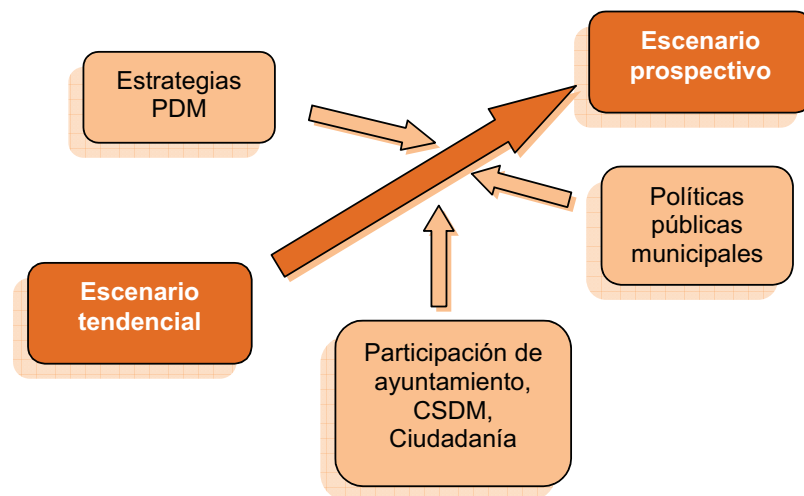 Escenario
prospectivo
Estrategias
PDM
Políticas
públicas
municipales
Escenario
tendencial
Participación de
ayuntamiento,
CSDM,
Ciudadanía